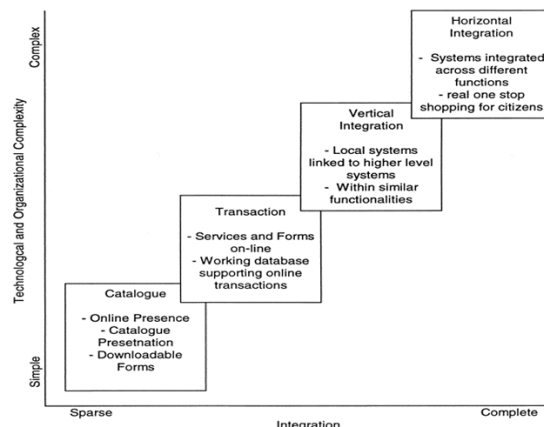 Technologcal and Organizational Complexity
Complex
Simple
Horizontal
Integration
- Systems integrated
across different
functions
- real one stop
shopping for citizens
Vertical
Integration
- Local systems
linked to higher level
systems
- Within similar
functionalities
Transaction
- Services and Forms
on-line
- Working database
supporting online
transactions
Catalogue
- Online Presence
- Catalogue
Presetnation
- Downloadable
Forms
Sparse
Complete
Integration